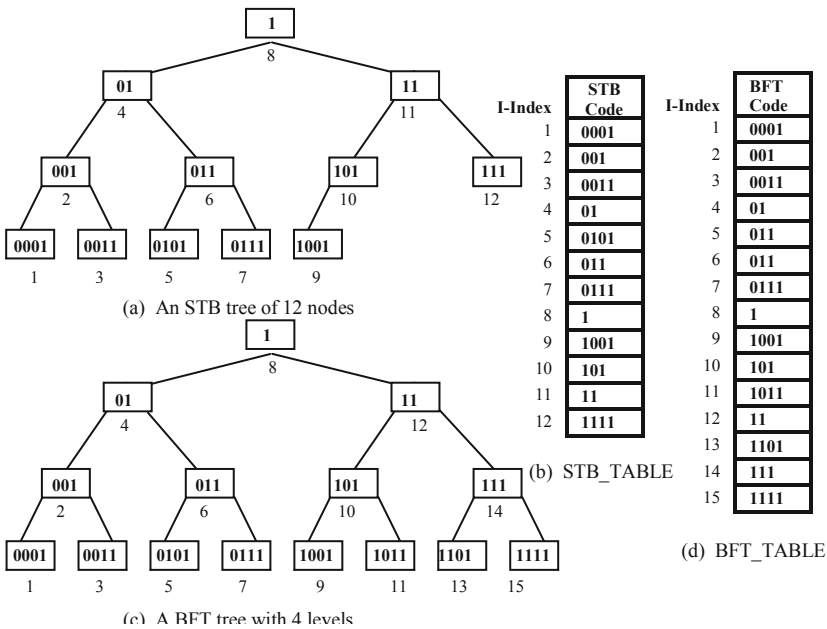 1
8
01 11
4 11
001 011 101 111
2 6 10 12
0001 0011 0101 0111 1001
1 3 5 7 9
(a) An STB tree of 12 nodes
1
8
01 11
4 12
001 011 101 111
2 6 10 14
0001 0011 0101 0111 1001 1011 1101 1111
1 3 5 7 9 11 13 15
(c) A BFT tree with 4 levels
I-Index STB Code
1 0001
2 001
3 0011
4 01
5 0101
6 011
7 0111
8 1
9 1001
10 101
11 11
12 1111
(b) STB_TABLE
I-Index BFT Code
1 0001
2 001
3 0011
4 01
5 011
6 011
7 0111
8 1
9 1001
10 101
11 1011
12 11
13 1101
14 111
15 1111
(d) BFT_TABLE